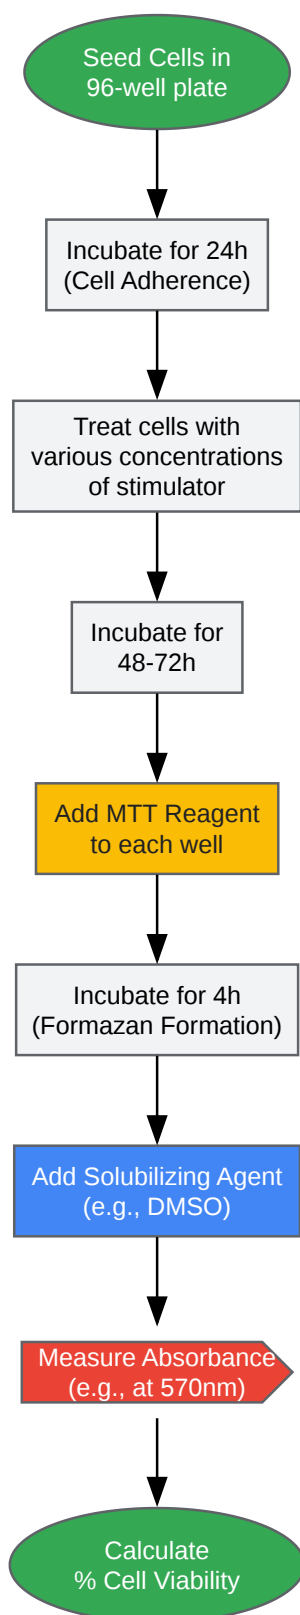 Seed Cells in
96-well plate
Incubate for 24h
(Cell Adherence)
Treat cells with
various concentrations
of stimulator
Incubate for
48-72h
Add MTT Reagent
to each well
Incubate for 4h
(Formazan Formation)
Add Solubilizing Agent
(e.g., DMSO)
Measure Absorbance
(e.g., at 570nm)
Calculate
% Cell Viability